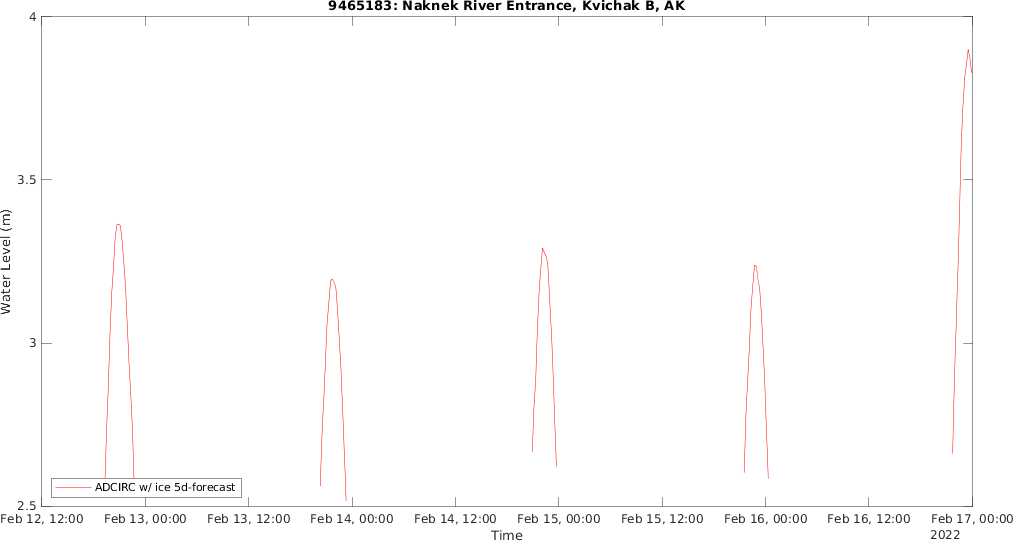 9465183: Naknek River Entrance, Kvichak B, AK
4
3.5
3
2.5
Water Level (m)
ADCIRC w/ ice 5d-forecast
Feb 12, 12:00 Feb 13, 00:00 Feb 13, 12:00 Feb 14, 00:00 Feb 14, 12:00 Feb 15, 00:00 Feb 15, 12:00 Feb 16, 00:00 Feb 16, 12:00 Feb 17, 00:00
Time
2022